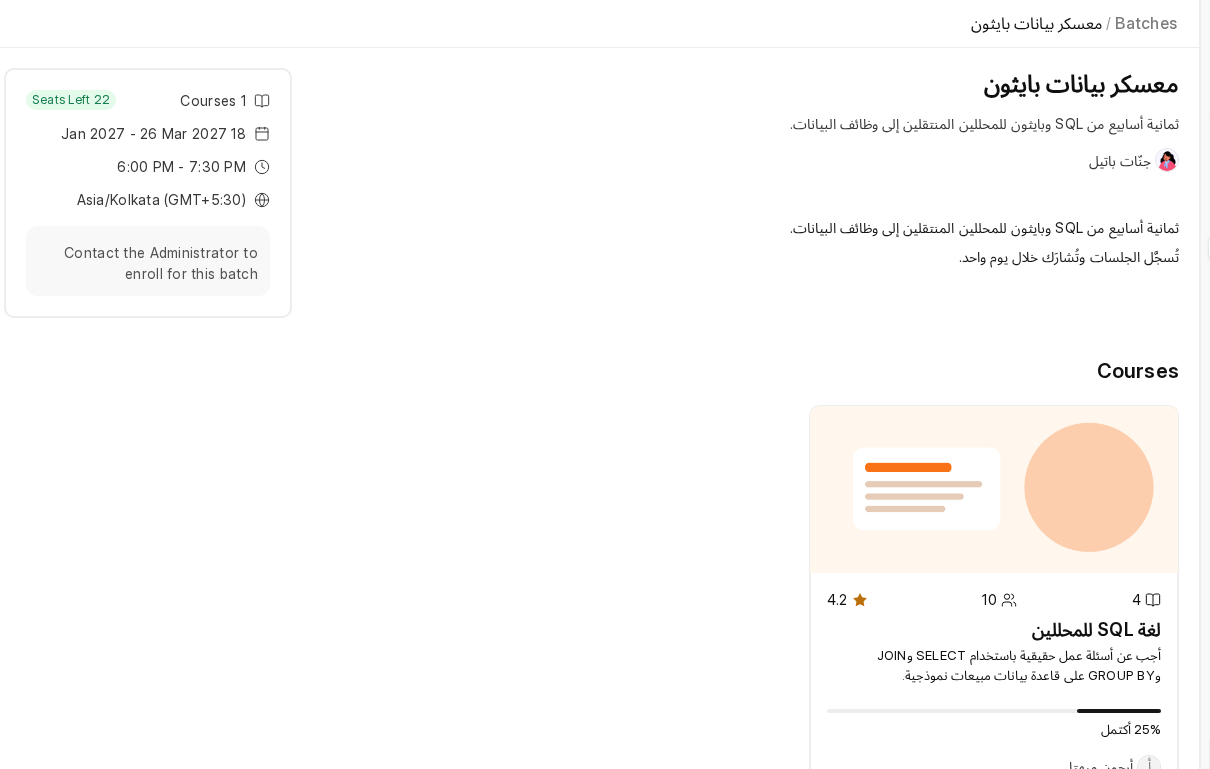 Batches / معسكر بيانات بايثون
معسكر بيانات بايثون
ثمانية أسابيع من SQL وبايثون للمحللين المنتقلين إلى وظائف البيانات.
جنّات باتيل
ثمانية أسابيع من SQL وبايثون للمحللين المنتقلين إلى وظائف البيانات.
تُسجَّل الجلسات وتُشارَك خلال يوم واحد.
1 Courses
22 Seats Left
18 Jan 2027 - 26 Mar 2027
6:00 PM - 7:30 PM
Asia/Kolkata (GMT+5:30)
Contact the Administrator to
enroll for this batch
Courses
4
10
4.2
لغة SQL للمحللين
أجب عن أسئلة عمل حقيقية باستخدام SELECT وJOIN
وGROUP BY على قاعدة بيانات مبيعات نموذجية.
25% أكتمل